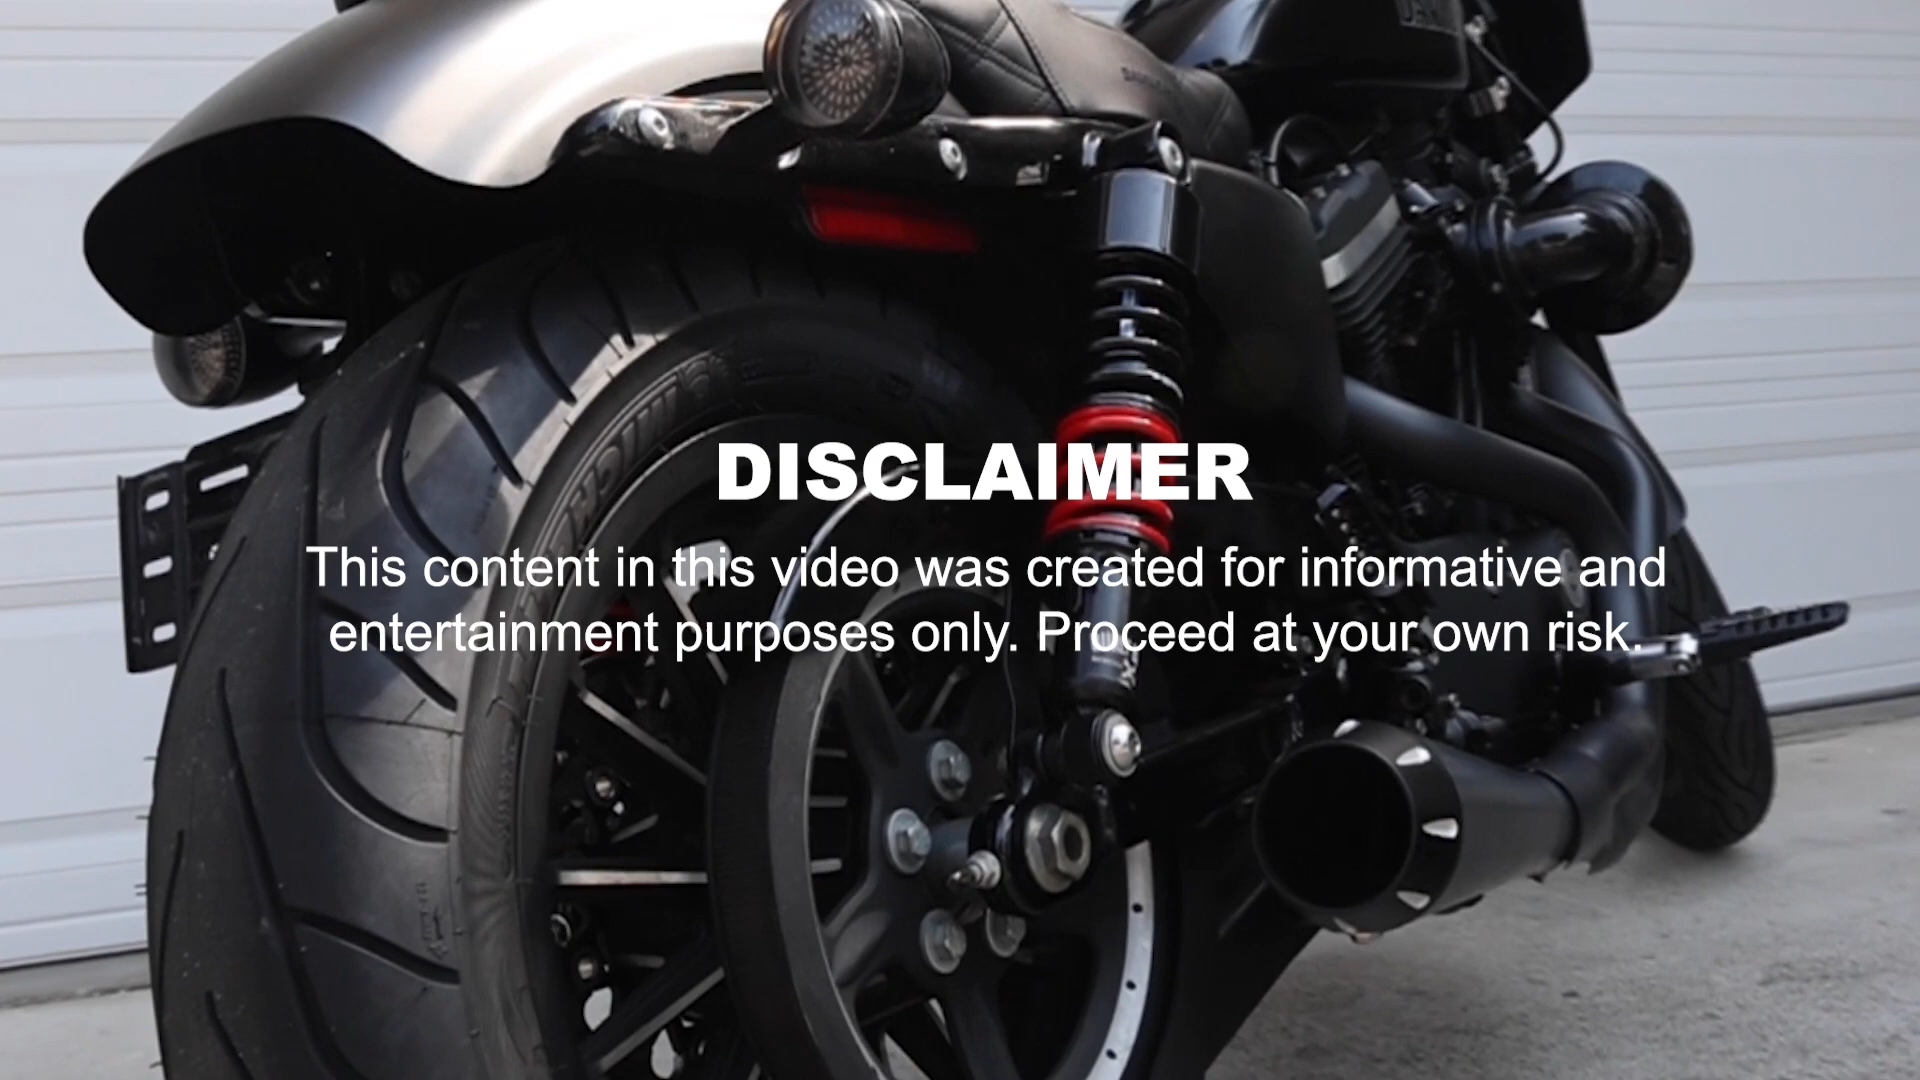 DISCLAIMER
This content in this video was created for informative and
entertainment purposes only. Proceed at your own risk.